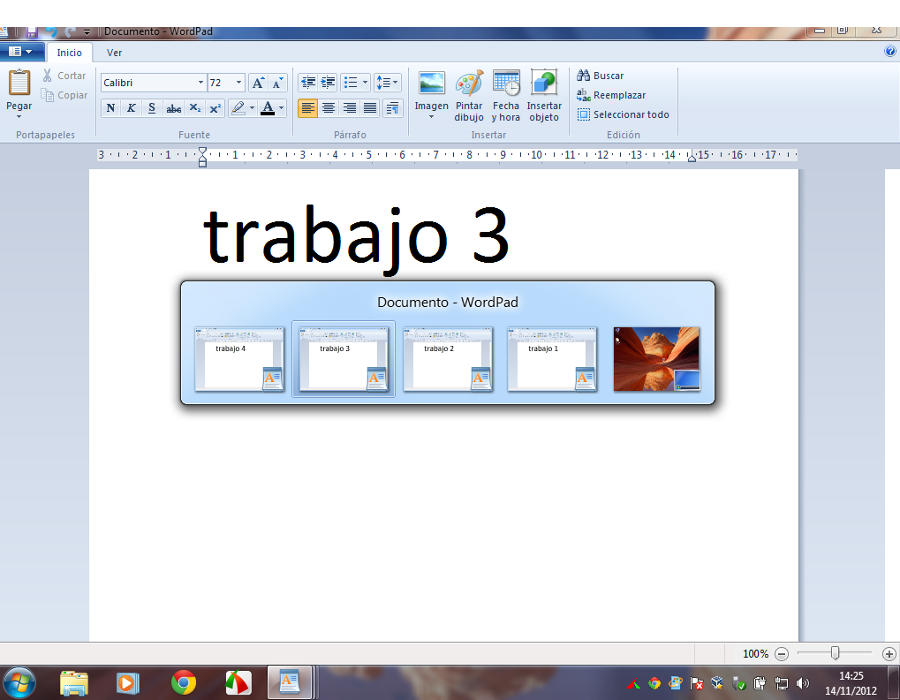 Documento - WordPad
Inicio Ver
Pegar
Cortar
Copiar
Portapapeles
Calibri 72 A A
N K S abc X₂ X² A
Fuente
Párrafo
Imagen
Pintar dibujo
Fecha y hora
Insertar objeto
Insertar
Buscar
Reemplazar
Seleccionar todo
Edición
3 2 1 1 2 3 4 5 6 7 8 9 10 11 12 13 14 15 16 17
trabajo 3
Documento - WordPad
trabajo 4 trabajo 3 trabajo 2 trabajo 1
100%
14:25
14/11/2012